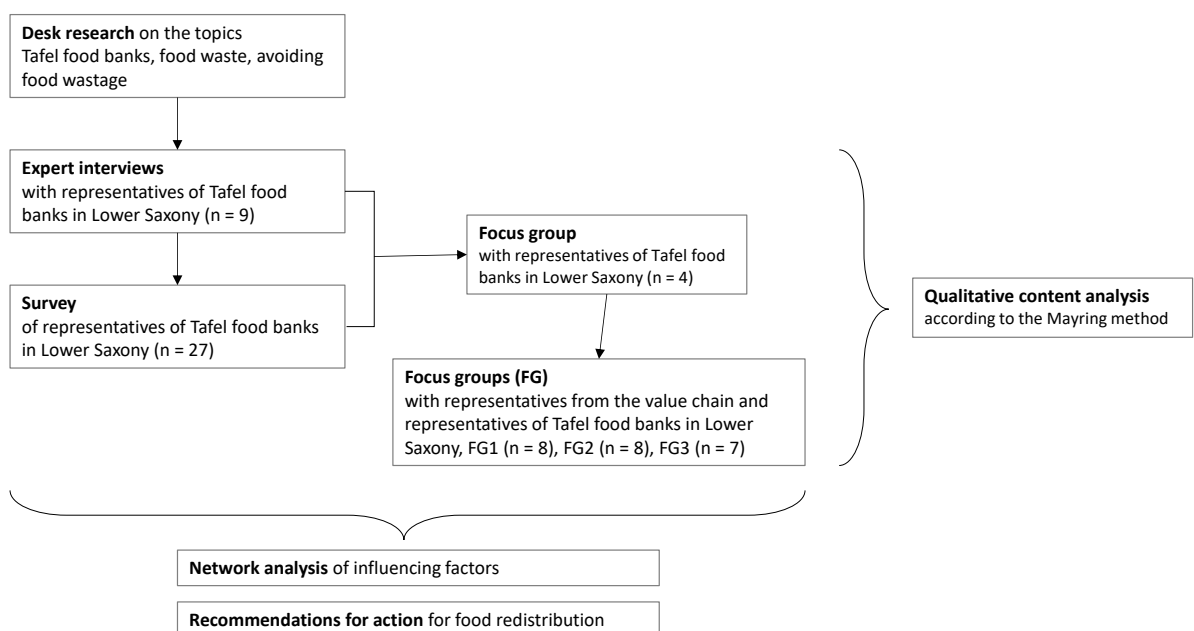 Desk research on the topics
Tafel food banks, food waste, avoiding
food wastage
Expert interviews
with representatives of Tafel food
banks in Lower Saxony (n = 9)
Survey
of representatives of Tafel food banks
in Lower Saxony (n = 27)
Focus group
with representatives of Tafel food
banks in Lower Saxony (n = 4)
Focus groups (FG)
with representatives from the value chain and
representatives of Tafel food banks in Lower
Saxony, FG1 (n = 8), FG2 (n = 8), FG3 (n = 7)
Qualitative content analysis
according to the Mayring method
Network analysis of influencing factors
Recommendations for action for food redistribution